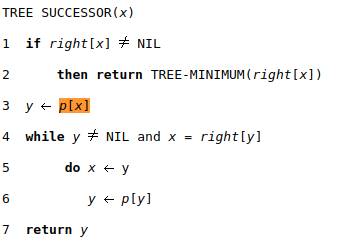 TREE SUCCESSOR(x)
1 if right[x] ≠ NIL
2 then return TREE-MINIMUM(right[x])
3 y ← p[x]
4 while y ≠ NIL and x = right[y]
5 do x ← y
6 y ← p[y]
7 return y